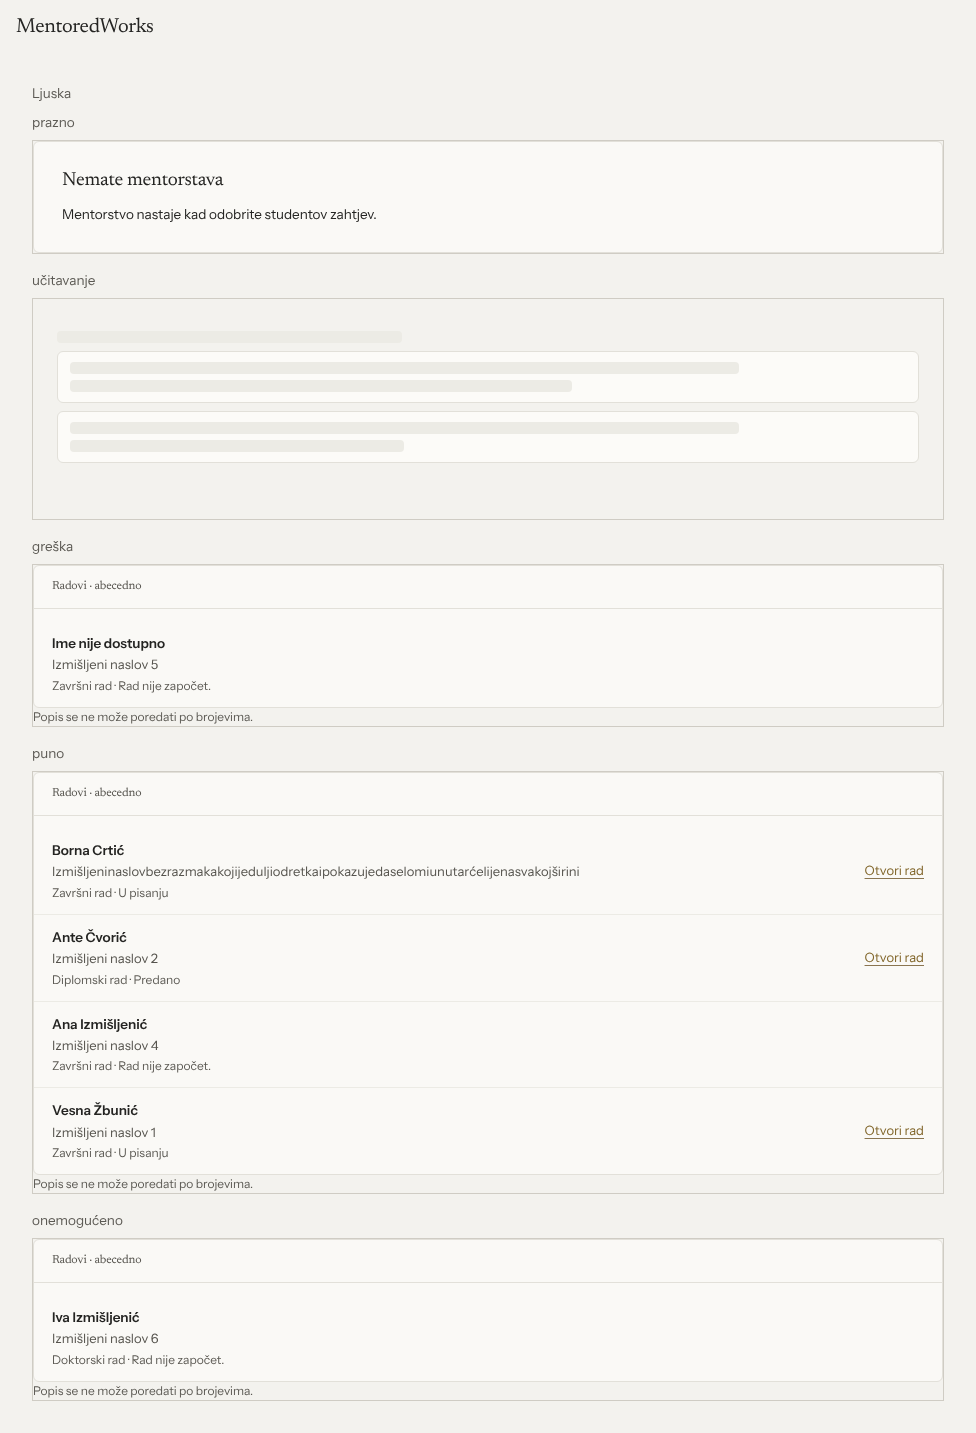 MentoredWorks
Ljuska
prazno
Nemate mentorstava
Mentorstvo nastaje kad odobrite studentov zahtjev.
učitavanje
greška
Radovi · abecedno
Ime nije dostupno
Izmišljeni naslov 5
Završni rad · Rad nije započet.
Popis se ne može poredati po brojevima.
puno
Radovi · abecedno
Borna Crtić
Izmišljeninaslovbezrazmakakojijeduljiodretkaipokazujedaselomiunutarćelijenasvakojširini
Otvori rad
Završni rad · U pisanju
Ante Čvorić
Izmišljeni naslov 2
Otvori rad
Diplomski rad · Predano
Ana Izmišljenić
Izmišljeni naslov 4
Završni rad · Rad nije započet.
Vesna Žbunić
Izmišljeni naslov 1
Otvori rad
Završni rad · U pisanju
Popis se ne može poredati po brojevima.
onemogućeno
Radovi · abecedno
Iva Izmišljenić
Izmišljeni naslov 6
Doktorski rad · Rad nije započet.
Popis se ne može poredati po brojevima.